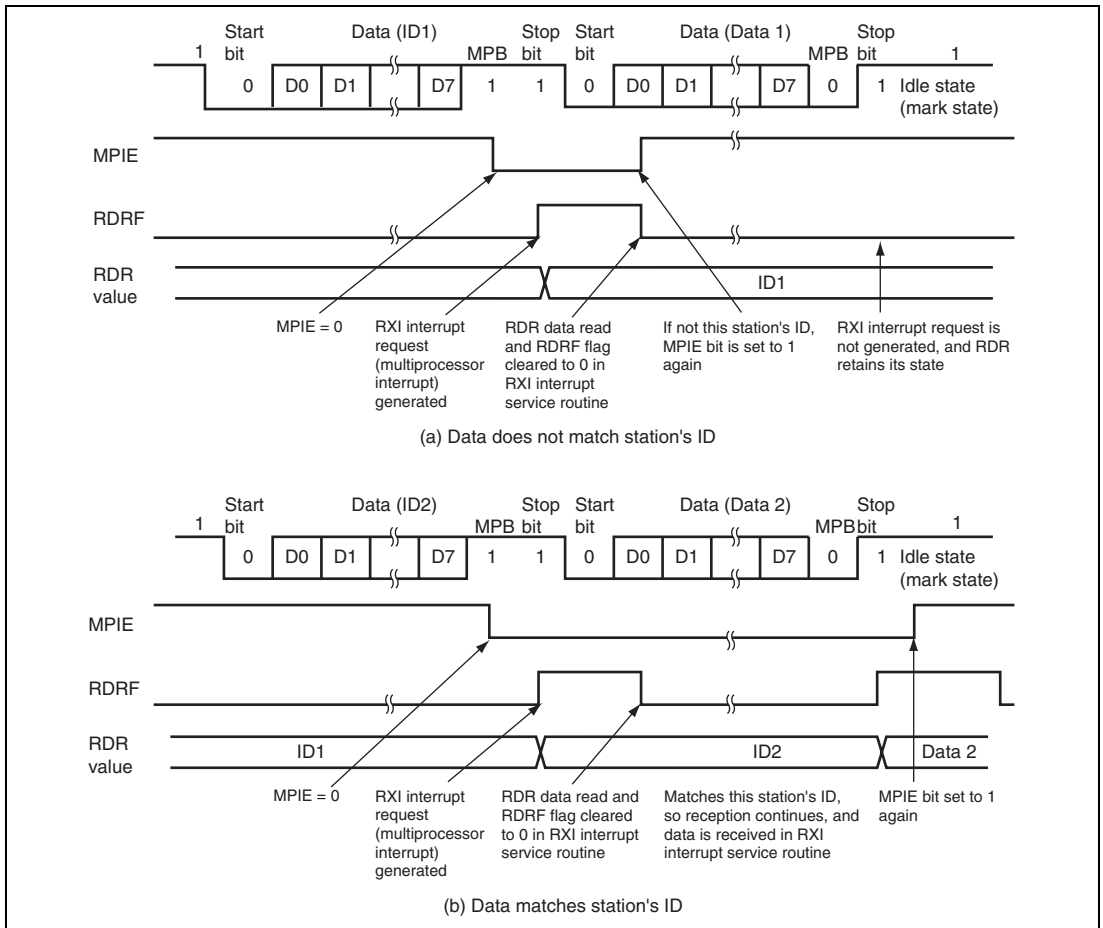 Start Data (ID1) Stop Start Data (Data 1) Stop
1 bit MPB bit bit MPB bit 1
0 D0 D1 D7 1 1 0 D0 D1 D7 0 1 Idle state
(mark state)
MPIE
RDRF
RDR
value
ID1
MPIE = 0
RXI interrupt
request
(multiprocessor
interrupt)
generated
RDR data read
and RDRF flag
cleared to 0 in
RXI interrupt
service routine
If not this station's ID,
MPIE bit is set to 1
again
RXI interrupt request is
not generated, and RDR
retains its state
(a) Data does not match station's ID
Start Data (ID2) Stop Start Data (Data 2) Stop
1 bit MPB bit bit MPB bit 1
0 D0 D1 D7 1 1 0 D0 D1 D7 0 1 Idle state
(mark state)
MPIE
RDRF
RDR
value
ID1 ID2 Data 2
MPIE = 0
RXI interrupt
request
(multiprocessor
interrupt)
generated
RDR data read and
RDRF flag cleared
to 0 in RXI interrupt
service routine
Matches this station's ID,
so reception continues, and
data is received in RXI
interrupt service routine
MPIE bit set to 1
again
(b) Data matches station's ID